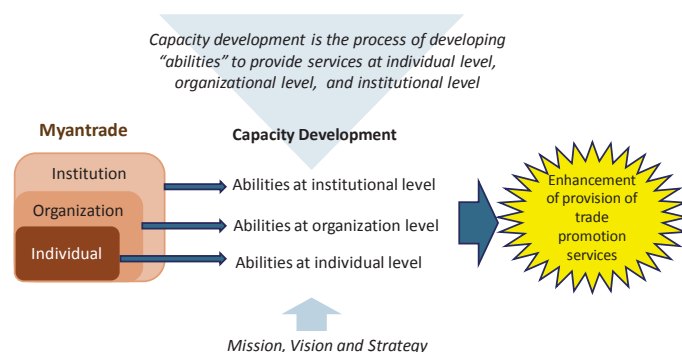 Capacity development is the process of developing
“abilities” to provide services at individual level,
organizational level, and institutional level
Myantrade
Capacity Development
Institution
Organization
Individual
Abilities at institutional level
Abilities at organization level
Abilities at individual level
Enhancement
of provision of
trade
promotion
services
Mission, Vision and Strategy